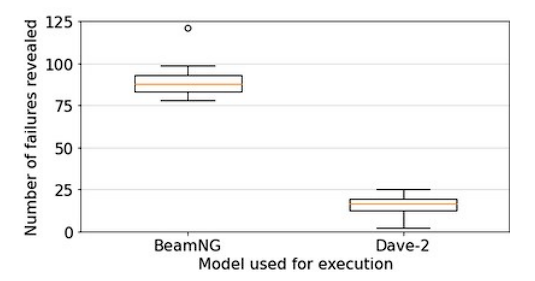 Number of failures revealed
125
100
75
50
25
0
BeamNG
Dave-2
Model used for execution